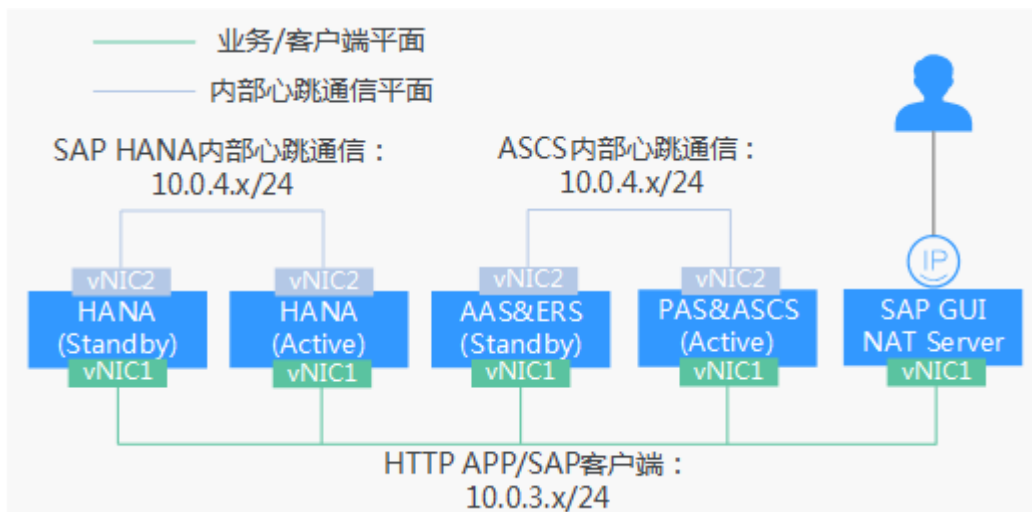 业务/客户端平面
内部心跳通信平面
SAP HANA内部心跳通信：
10.0.4.x/24
ASCS内部心跳通信：
10.0.4.x/24
IP
vNIC2
HANA
(Standby)
vNIC1
vNIC2
HANA
(Active)
vNIC1
vNIC2
AAS&ERS
(Standby)
vNIC1
vNIC2
PAS&ASCS
(Active)
vNIC1
SAP GUI
NAT Server
vNIC1
HTTP APP/SAP客户端：
10.0.3.x/24